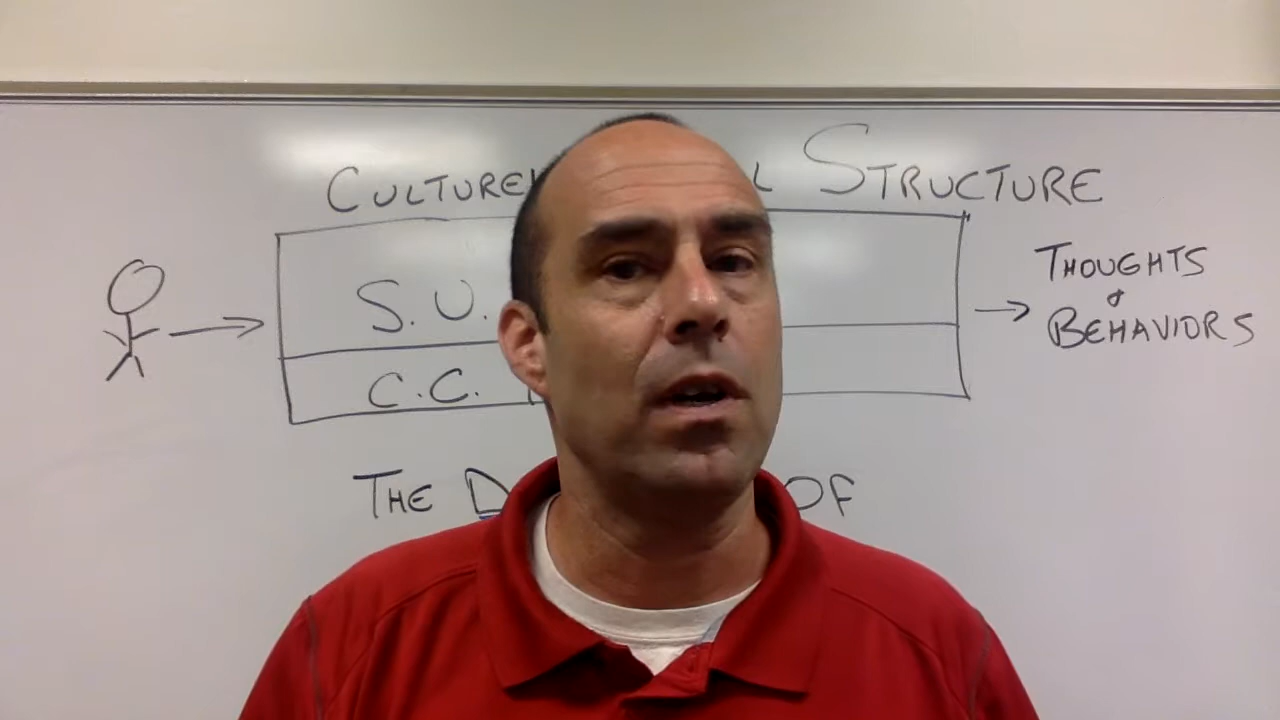 CULTURE STRUCTURE
THOUGHTS
&
BEHAVIORS
S.U.
C.C.
THE OF